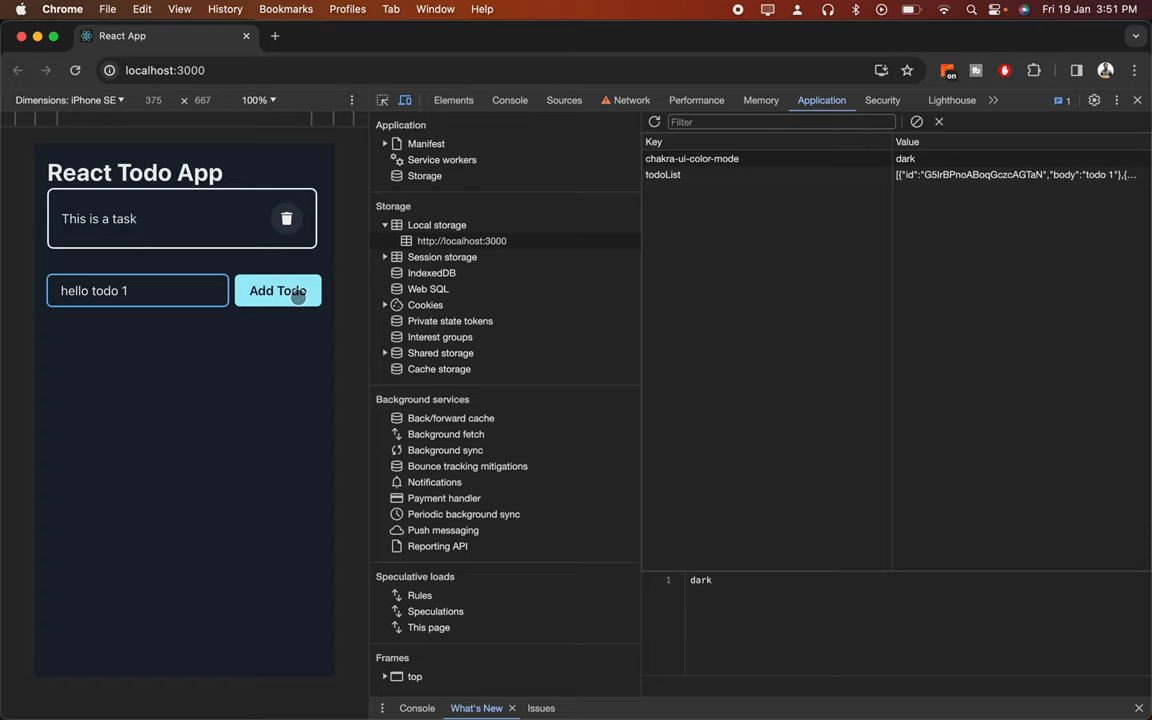 Chrome File Edit View History Bookmarks Profiles Tab Window Help Fri 19 Jan 3:51 PM
React App
localhost:3000
on
Dimensions: iPhone SE 375 × 667 100%
Elements Console Sources Network Performance Memory Application Security Lighthouse 1
Application
Manifest
Service workers
Storage
Storage
Local storage
http://localhost:3000
Session storage
IndexedDB
Web SQL
Cookies
Private state tokens
Interest groups
Shared storage
Cache storage
Background services
Back/forward cache
Background fetch
Background sync
Bounce tracking mitigations
Notifications
Payment handler
Periodic background sync
Push messaging
Reporting API
Speculative loads
Rules
Speculations
This page
Frames
top
Filter
Key Value
chakra-ui-color-mode dark
todoList [{"id":"G5IrBPnoABoqGczcAGTaN","body":"todo 1"},{…
1 dark
React Todo App
This is a task
hello todo 1 Add Todo
Console What's New Issues